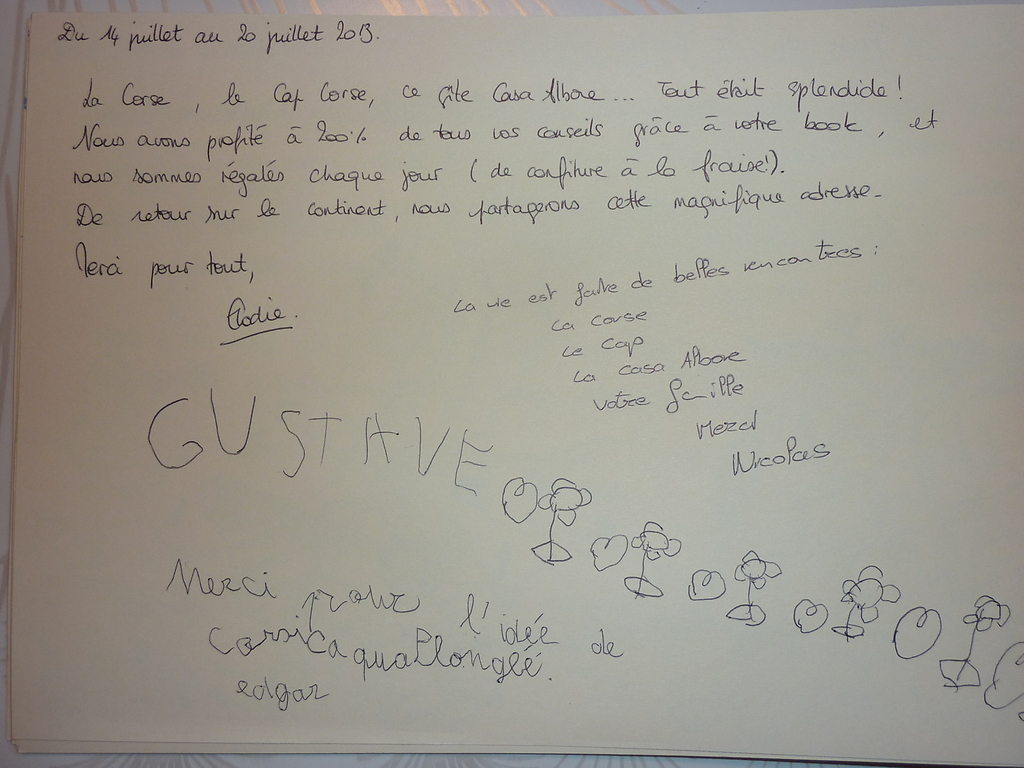 Du 14 juillet au 20 juillet 2013.
La Corse, le Cap Corse, ce gîte Casa Albore... Tout était splendide !
Nous avons profité à 200% de tous vos conseils grâce à votre book, et
nous sommes régalés chaque jour ( de confiture à la fraise!).
De retour sur le continent, nous partagerons cette magnifique adresse.
Merci pour tout,
Elodie.
La vie est faite de belles rencontres :
La corse
Le Cap
La casa Albore
votre famille
Merci
Nicolas
GUSTAVE
Merci pour l'idée de
corsica quaLlongéé.
edgar